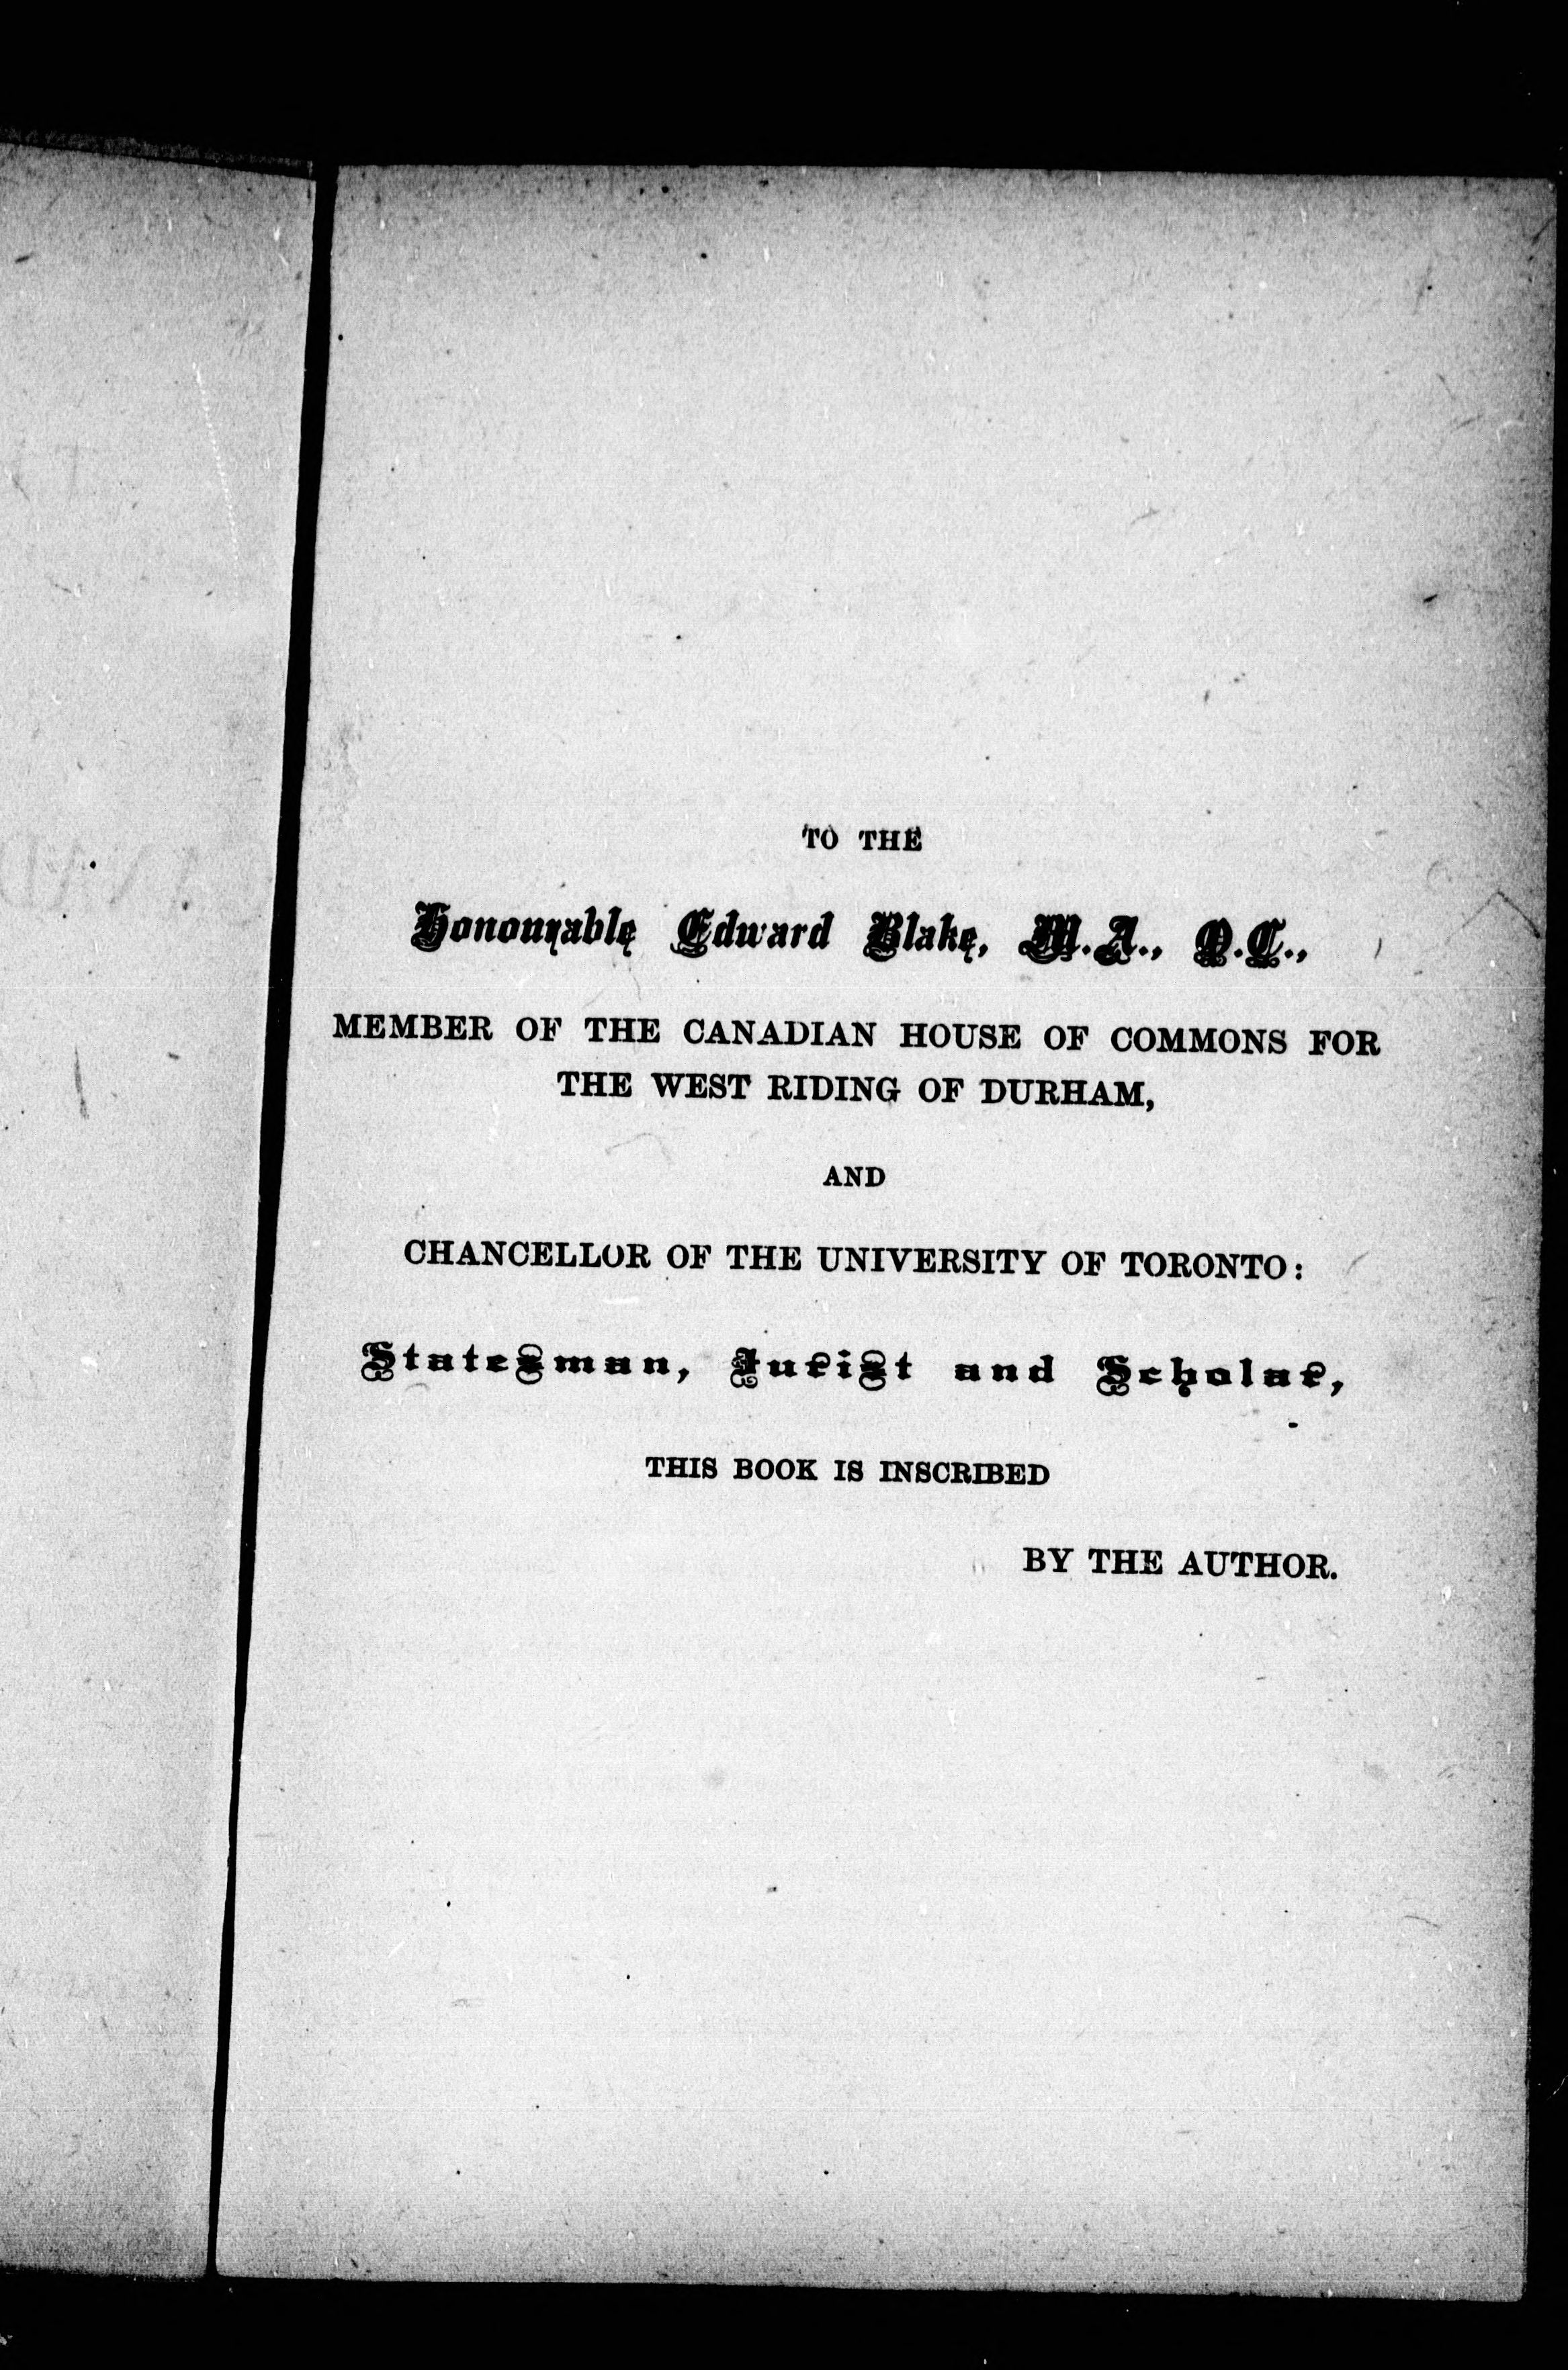 TO THE
Honourable Edward Blake, M.A., Q.C.,
MEMBER OF THE CANADIAN HOUSE OF COMMONS FOR
THE WEST RIDING OF DURHAM,
AND
CHANCELLOR OF THE UNIVERSITY OF TORONTO:
Statesman, Jurist and Scholar,
THIS BOOK IS INSCRIBED
BY THE AUTHOR.